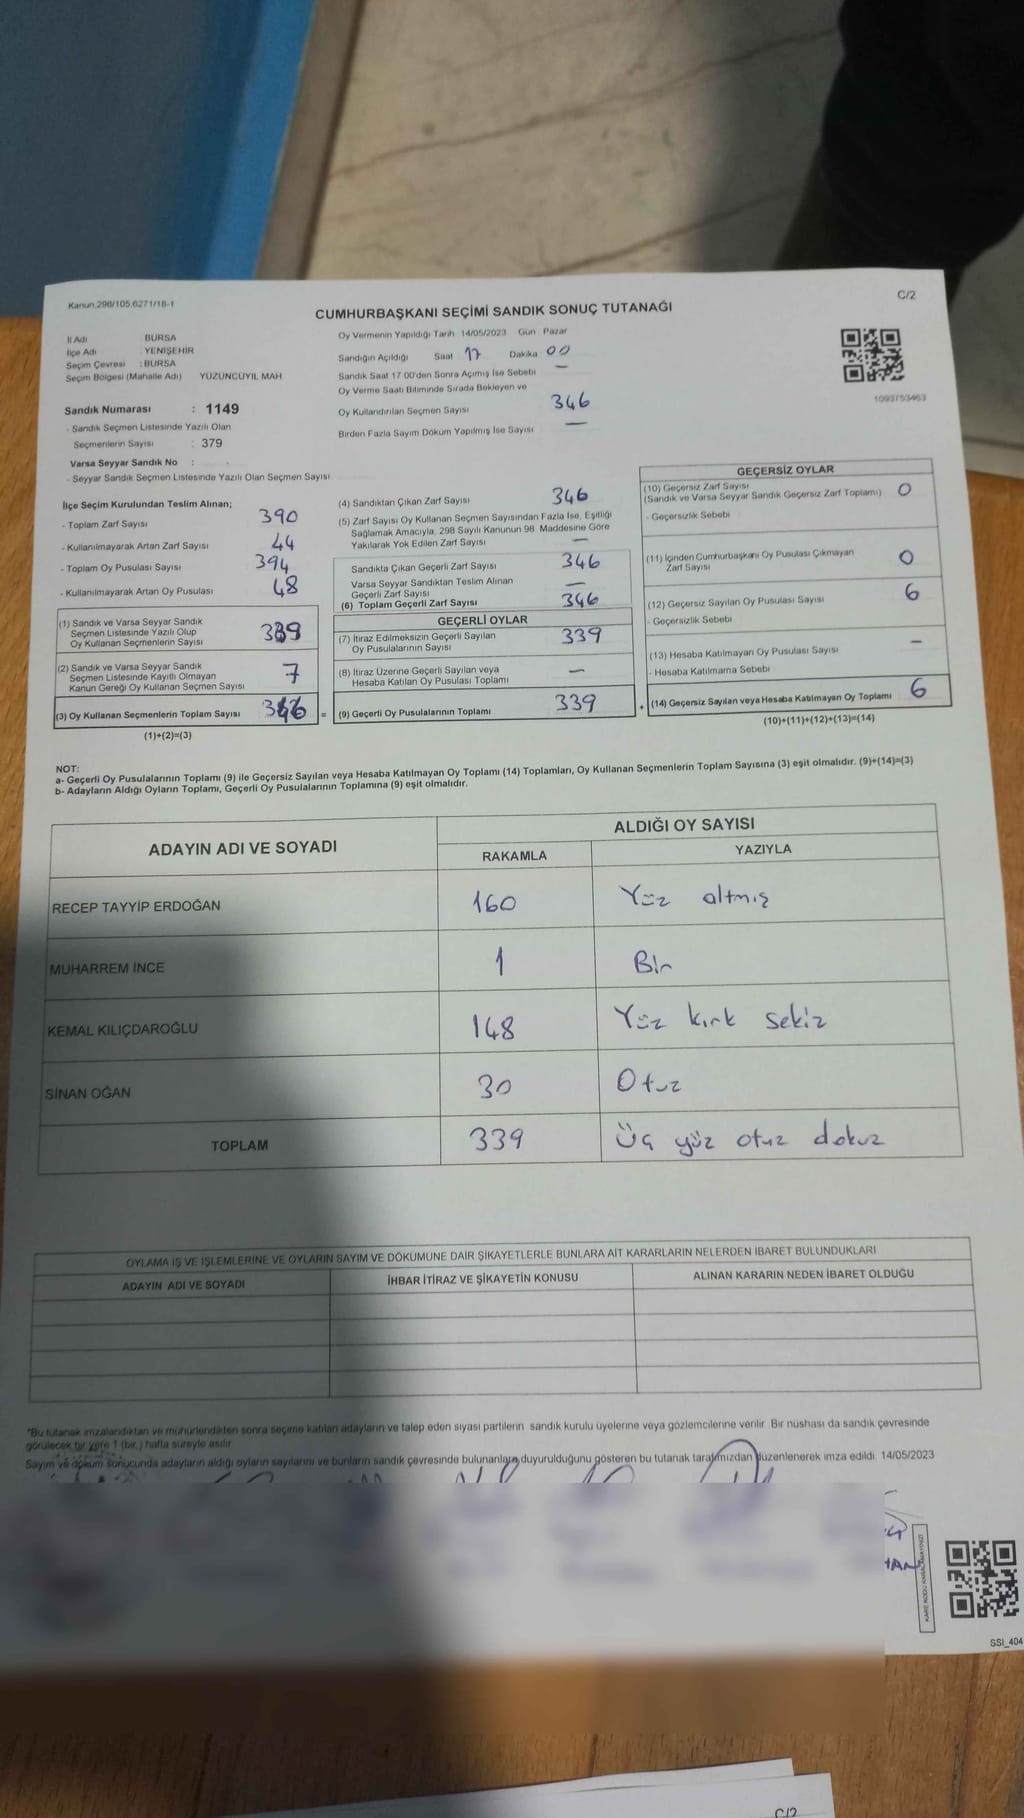 Kanun:298/105,6271/18-1
C/2
CUMHURBAŞKANI SEÇİMİ SANDIK SONUÇ TUTANAĞI
İl Adı BURSA
İlçe Adı : YENİŞEHİR
Seçim Çevresi : BURSA
Seçim Bölgesi (Mahalle Adı) YÜZÜNCÜYIL MAH.
Sandık Numarası : 1149
- Sandık Seçmen Listesinde Yazılı Olan
Seçmenlerin Sayısı : 379
Varsa Seyyar Sandık No :
- Seyyar Sandık Seçmen Listesinde Yazılı Olan Seçmen Sayısı
Oy Vermenin Yapıldığı Tarih 14/05/2023 Gün Pazar
Sandığın Açıldığı Saat 17 Dakika 00
Sandık Saat 17.00'den Sonra Açımış İse Sebebi —
Oy Verme Saati Bitiminde Sırada Bekleyen ve
Oy Kullandırılan Seçmen Sayısı 346
Birden Fazla Sayım Döküm Yapılmış İse Sayısı —
1093753463
İlçe Seçim Kurulundan Teslim Alınan;
- Toplam Zarf Sayısı 390
- Kullanılmayarak Artan Zarf Sayısı 44
- Toplam Oy Pusulası Sayısı 394
- Kullanılmayarak Artan Oy Pusulası 48
(1) Sandık ve Varsa Seyyar Sandık
Seçmen Listesinde Yazılı Olup
Oy Kullanan Seçmenlerin Sayısı 339
(2) Sandık ve Varsa Seyyar Sandık
Seçmen Listesinde Kayıtlı Olmayan
Kanun Gereği Oy Kullanan Seçmen Sayısı 7
(3) Oy Kullanan Seçmenlerin Toplam Sayısı 346 =
(1)+(2)=(3)
(4) Sandıktan Çıkan Zarf Sayısı 346
(5) Zarf Sayısı Oy Kullanan Seçmen Sayısından Fazla İse, Eşitliği
Sağlamak Amacıyla, 298 Sayılı Kanunun 98. Maddesine Göre
Yakılarak Yok Edilen Zarf Sayısı —
Sandıkta Çıkan Geçerli Zarf Sayısı 346
Varsa Seyyar Sandıktan Teslim Alınan
Geçerli Zarf Sayısı —
(6) Toplam Geçerli Zarf Sayısı 346
GEÇERLİ OYLAR
(7) İtiraz Edilmeksizin Geçerli Sayılan
Oy Pusulalarının Sayısı 339
(8) İtiraz Üzerine Geçerli Sayılan veya
Hesaba Katılan Oy Pusulası Toplamı —
(9) Geçerli Oy Pusulalarının Toplamı 339 +
GEÇERSİZ OYLAR
(10) Geçersiz Zarf Sayısı
(Sandık ve Varsa Seyyar Sandık Geçersiz Zarf Toplamı) 0
- Geçersizlik Sebebi
(11) İçinden Cumhurbaşkanı Oy Pusulası Çıkmayan
Zarf Sayısı 0
(12) Geçersiz Sayılan Oy Pusulası Sayısı 6
- Geçersizlik Sebebi
(13) Hesaba Katılmayan Oy Pusulası Sayısı —
- Hesaba Katılmama Sebebi
(14) Geçersiz Sayılan veya Hesaba Katılmayan Oy Toplamı 6
(10)+(11)+(12)+(13)=(14)
NOT:
a- Geçerli Oy Pusulalarının Toplamı (9) ile Geçersiz Sayılan veya Hesaba Katılmayan Oy Toplamı (14) Toplamları, Oy Kullanan Seçmenlerin Toplam Sayısına (3) eşit olmalıdır. (9)+(14)=(3)
b- Adayların Aldığı Oyların Toplamı, Geçerli Oy Pusulalarının Toplamına (9) eşit olmalıdır.
ADAYIN ADI VE SOYADI ALDIĞI OY SAYISI
RAKAMLA YAZIYLA
RECEP TAYYİP ERDOĞAN 160 Yüz altmış
MUHARREM İNCE 1 Bir
KEMAL KILIÇDAROĞLU 148 Yüz kırk sekiz
SİNAN OĞAN 30 Otuz
TOPLAM 339 Üç yüz otuz dokuz
OYLAMA İŞ VE İŞLEMLERİNE VE OYLARIN SAYIM VE DÖKÜMÜNE DAİR ŞİKAYETLERLE BUNLARA AİT KARARLARIN NELERDEN İBARET BULUNDUKLARI
ADAYIN ADI VE SOYADI İHBAR İTİRAZ VE ŞİKAYETİN KONUSU ALINAN KARARIN NEDEN İBARET OLDUĞU
*Bu tutanak imzalandıktan ve mühürlendikten sonra seçime katılan adayların ve talep eden siyasi partilerin sandık kurulu üyelerine veya gözlemcilerine verilir. Bir nüshası da sandık çevresinde
görülecek bir yere 1 (bir ) hafta süreyle asılır.
Sayım ve döküm sonucunda adayların aldığı oyların sayılarını ve bunların sandık çevresinde bulunanlara duyurulduğunu gösteren bu tutanak tarafımızdan düzenlenerek imza edildi. 14/05/2023
SSI_404
C/2